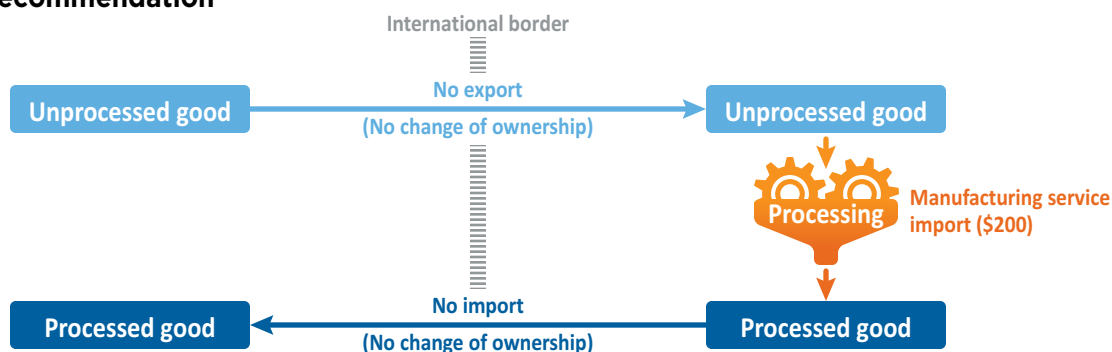 ecommendation
International border
No export
Unprocessed good
Unprocessed good
(No change of ownership)
Processing
Manufacturing service
import ($200)
No import
Processed good
Processed good
(No change of ownership)